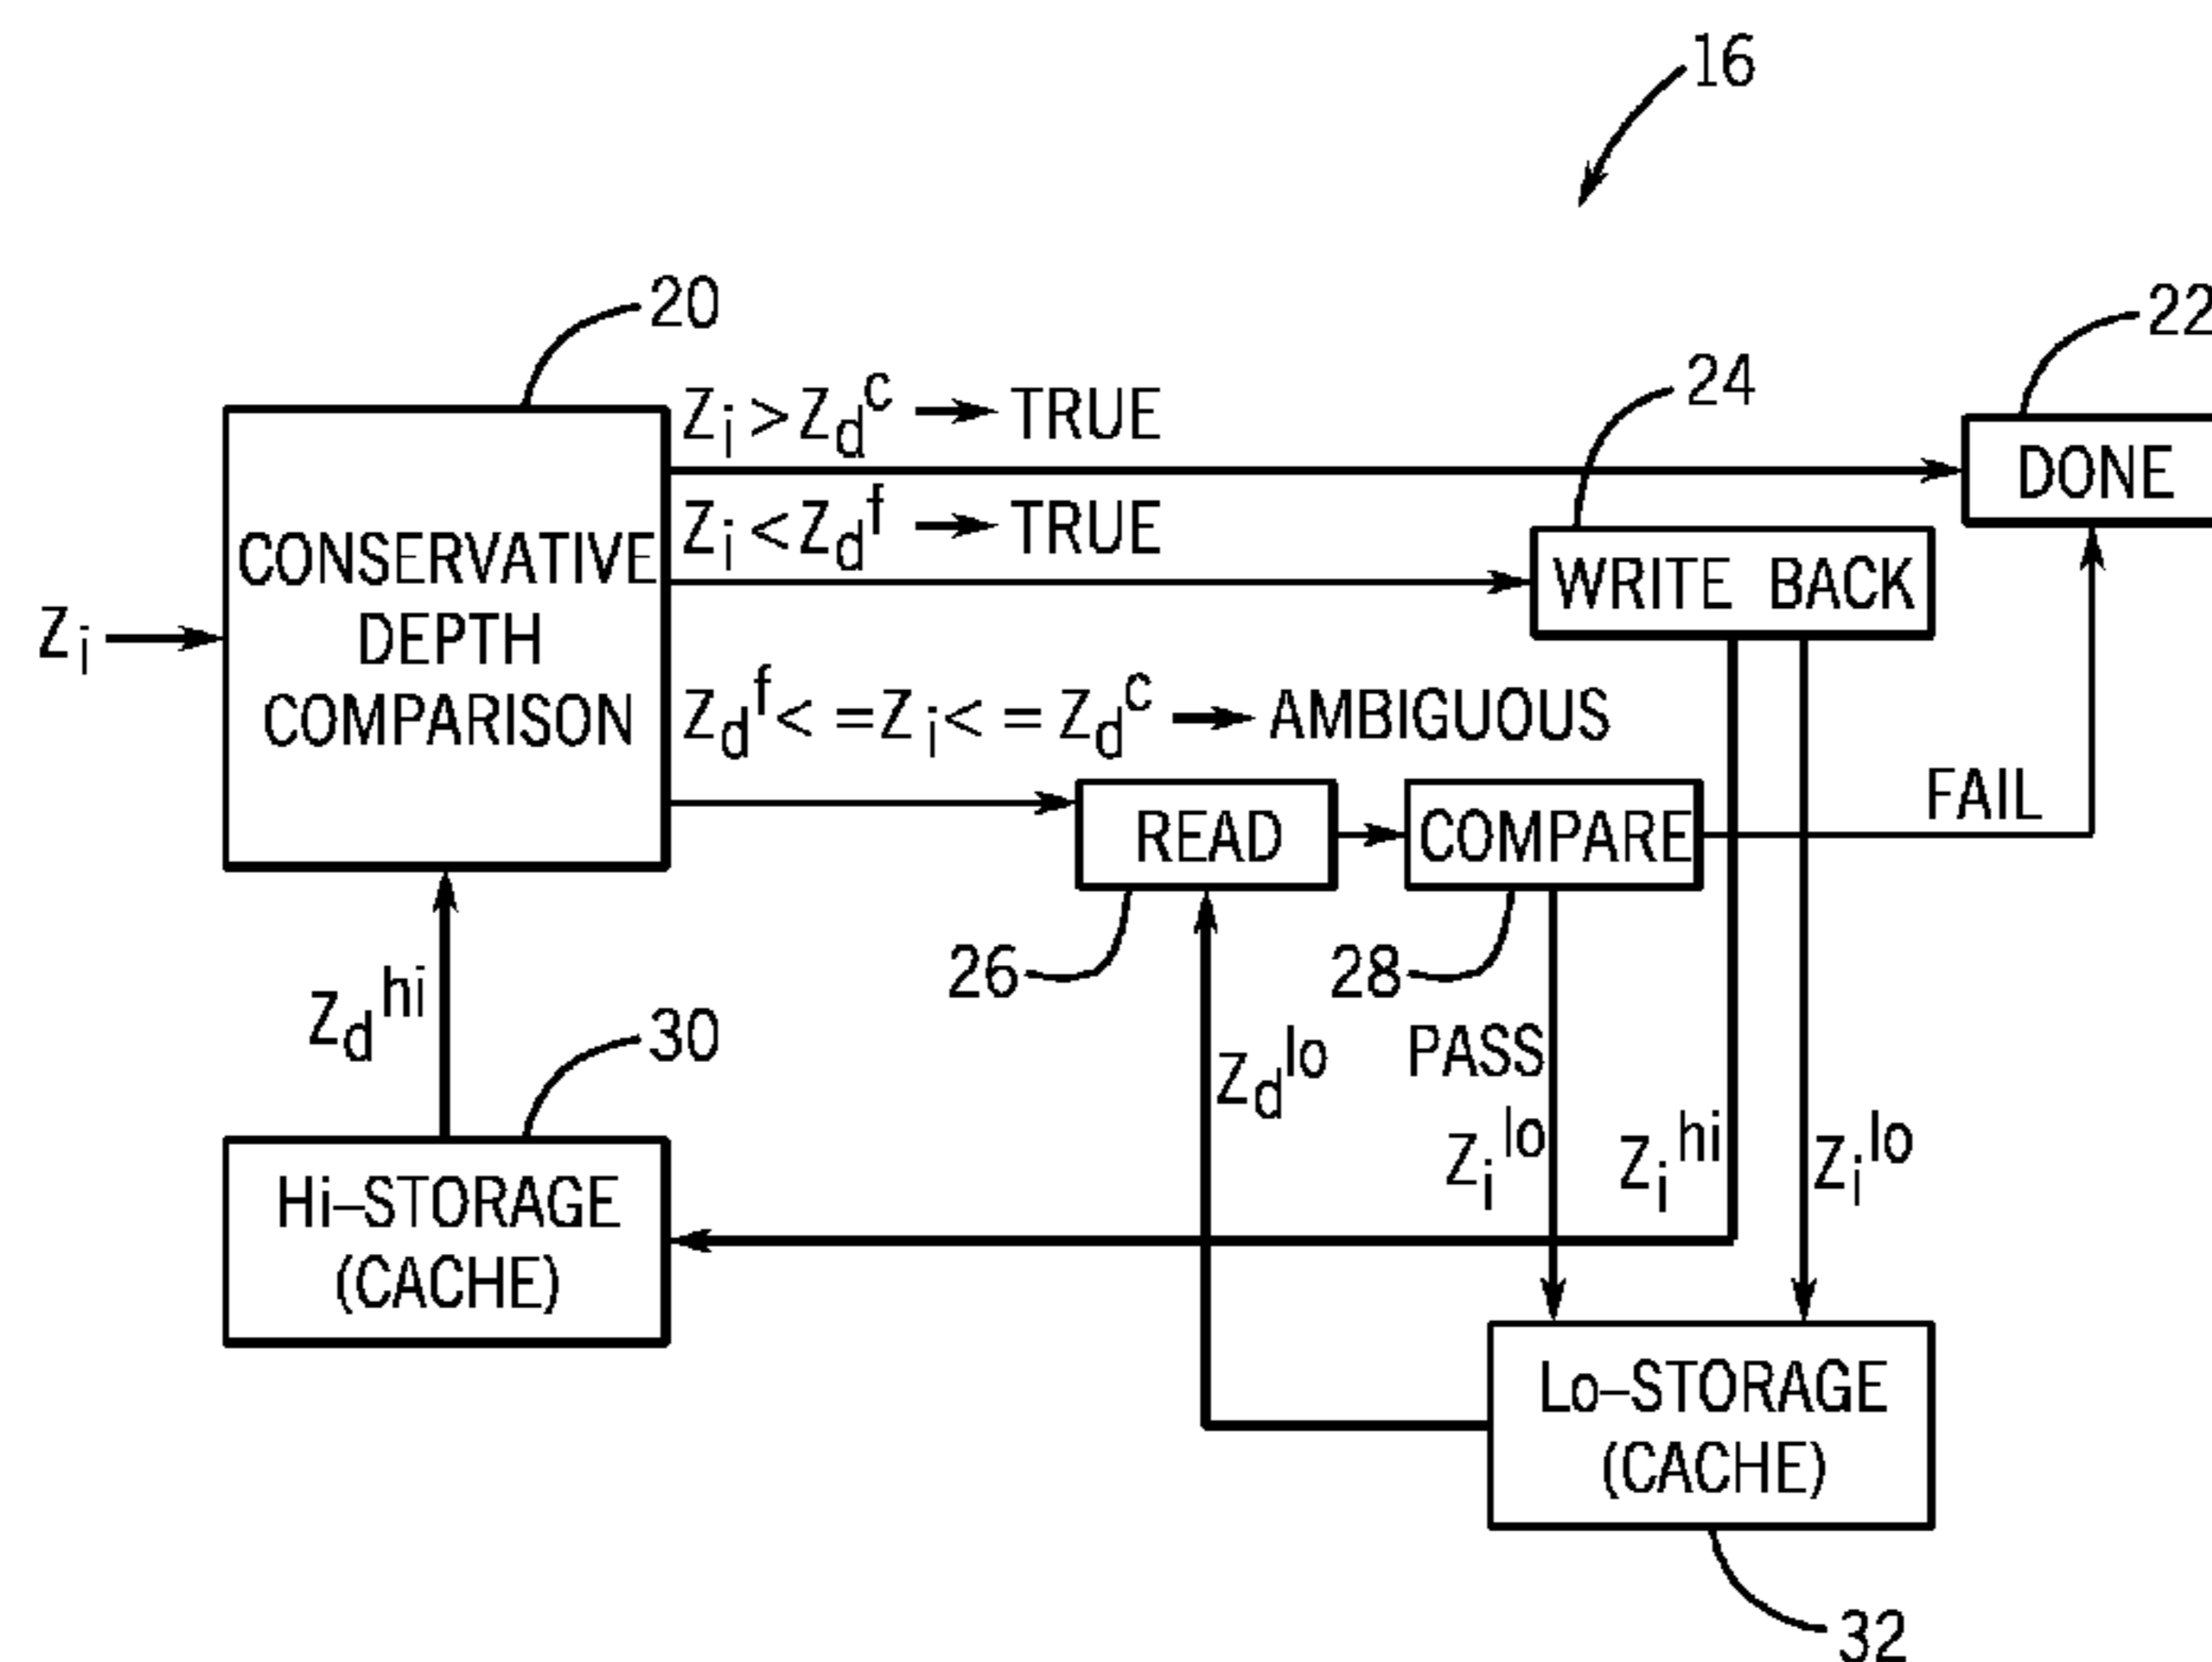 16
20
22
24
Zi > Zd^c → TRUE
DONE
Zi < Zd^f → TRUE
CONSERVATIVE
DEPTH
COMPARISON
WRITE BACK
Zi
Zd^f < = Zi < = Zd^c → AMBIGUOUS
READ
COMPARE
FAIL
26
28
Zd^hi
30
Zd^lo
PASS
Zi^lo
Zi^hi
Zi^lo
Hi–STORAGE
(CACHE)
Lo–STORAGE
(CACHE)
32